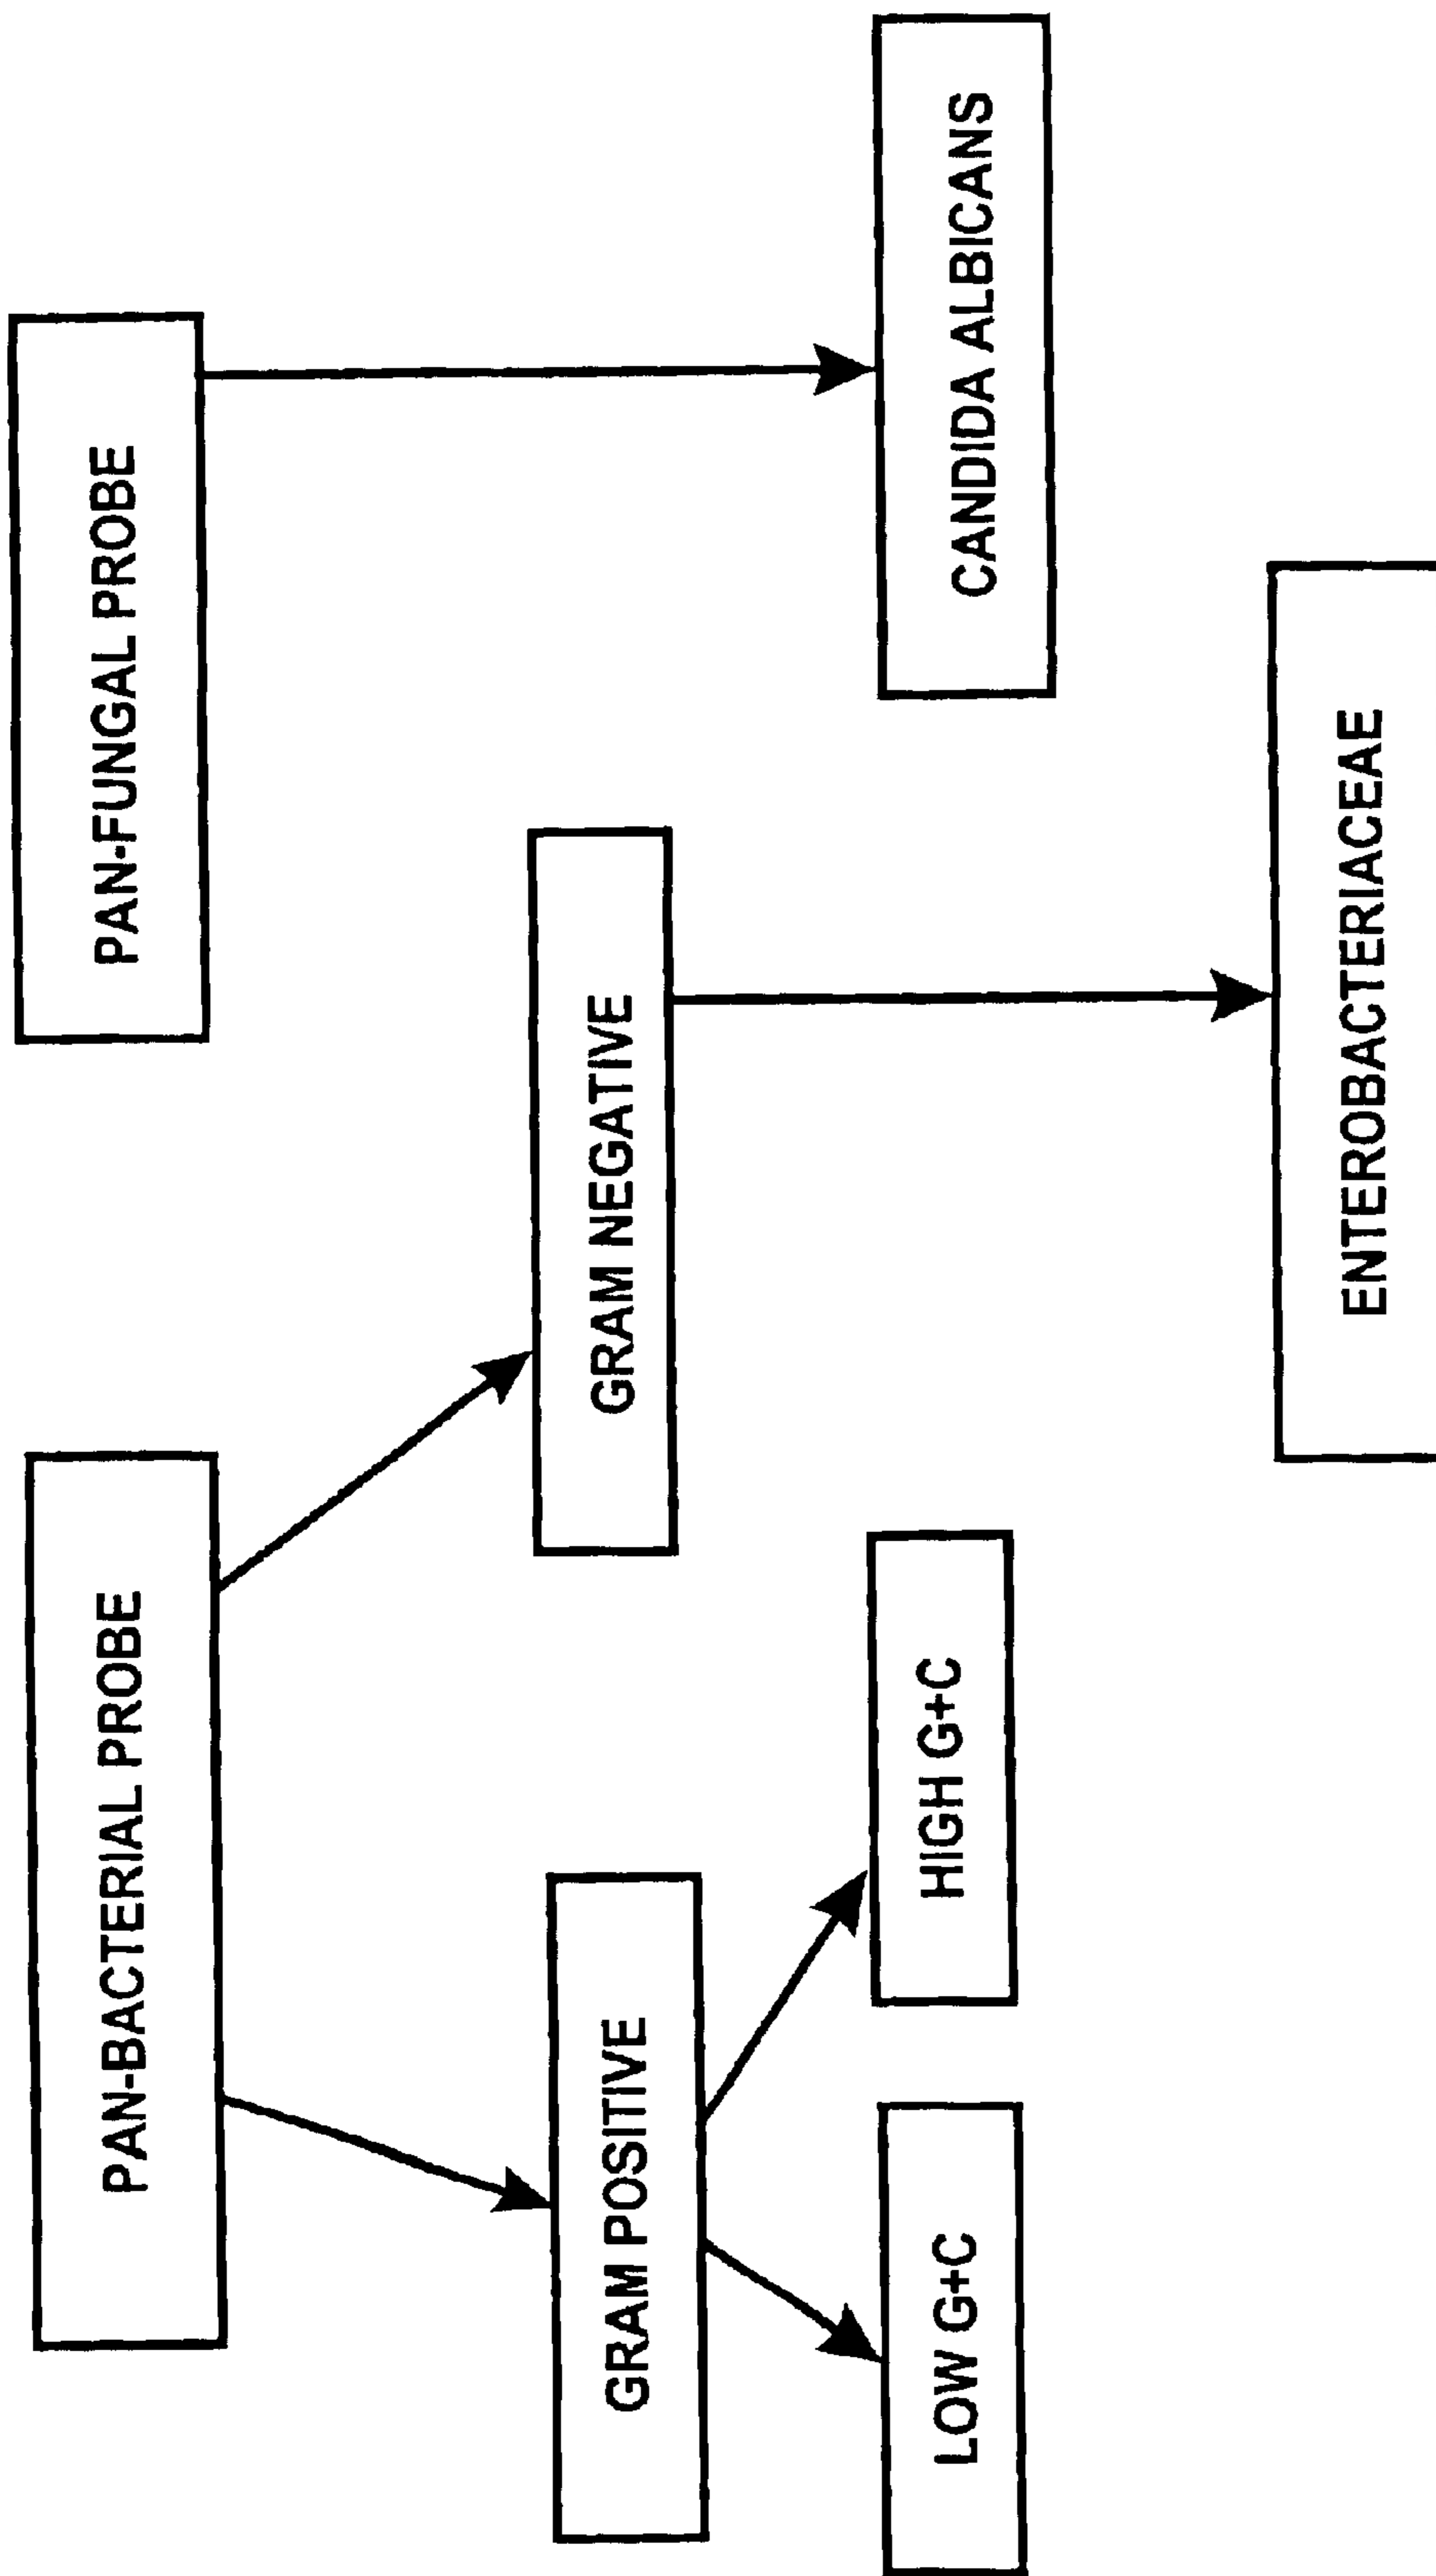 PAN-BACTERIAL PROBE
PAN-FUNGAL PROBE
GRAM POSITIVE
GRAM NEGATIVE
LOW G+C
HIGH G+C
CANDIDA ALBICANS
ENTEROBACTERIACEAE